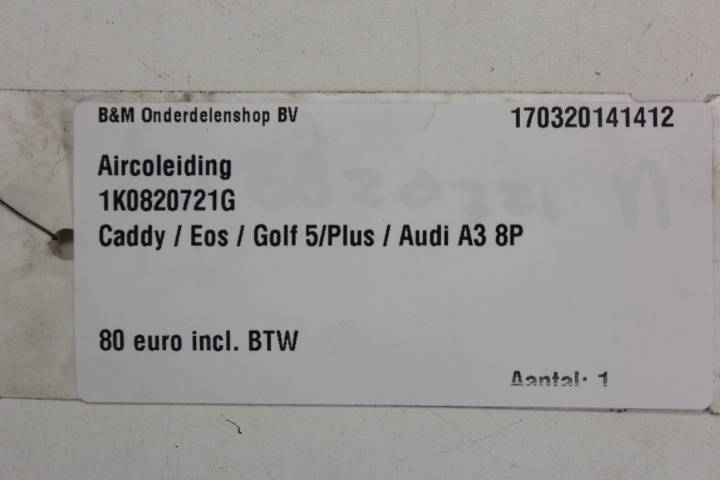 B&M Onderdelenshop BV 170320141412
Aircoleiding
1K0820721G
Caddy / Eos / Golf 5/Plus / Audi A3 8P
80 euro incl. BTW
Aantal: 1